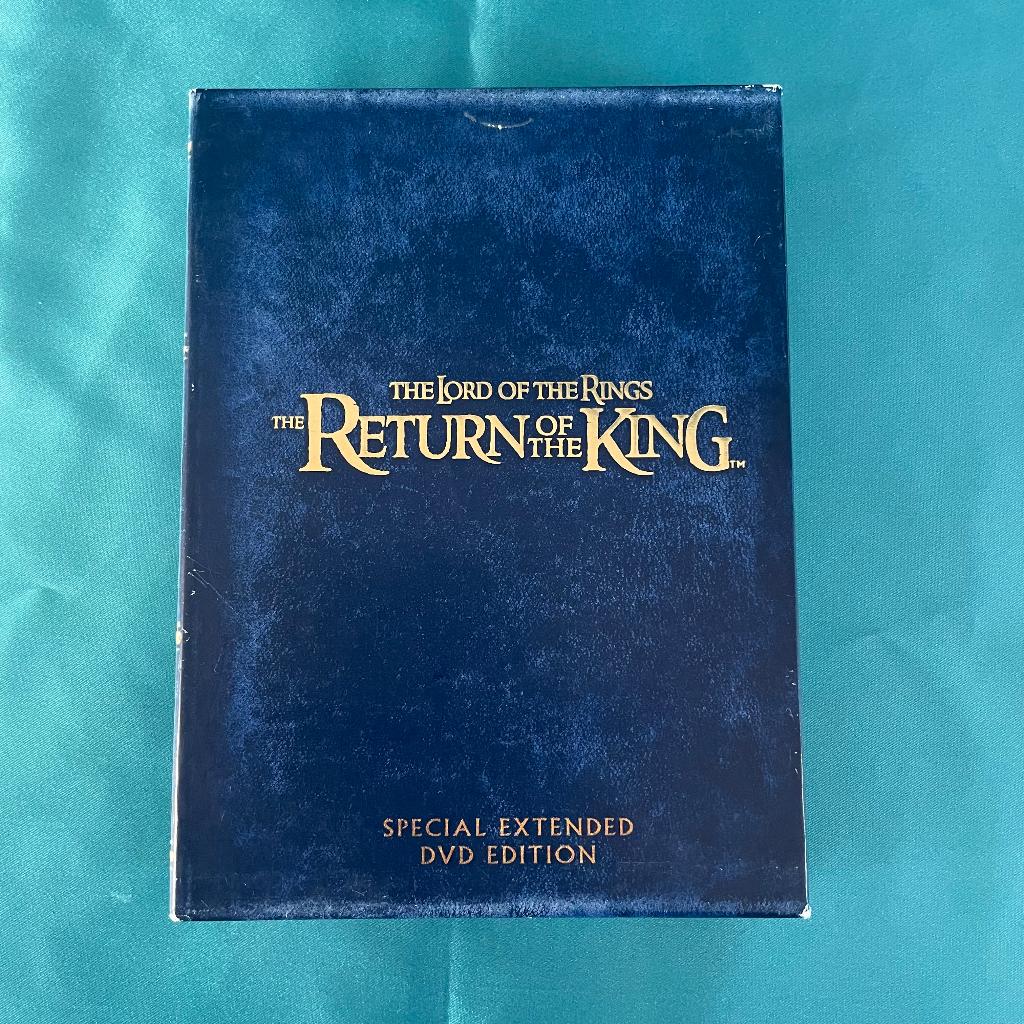 THE LORD OF THE RINGS
THE RETURN OF THE KING™
SPECIAL EXTENDED
DVD EDITION